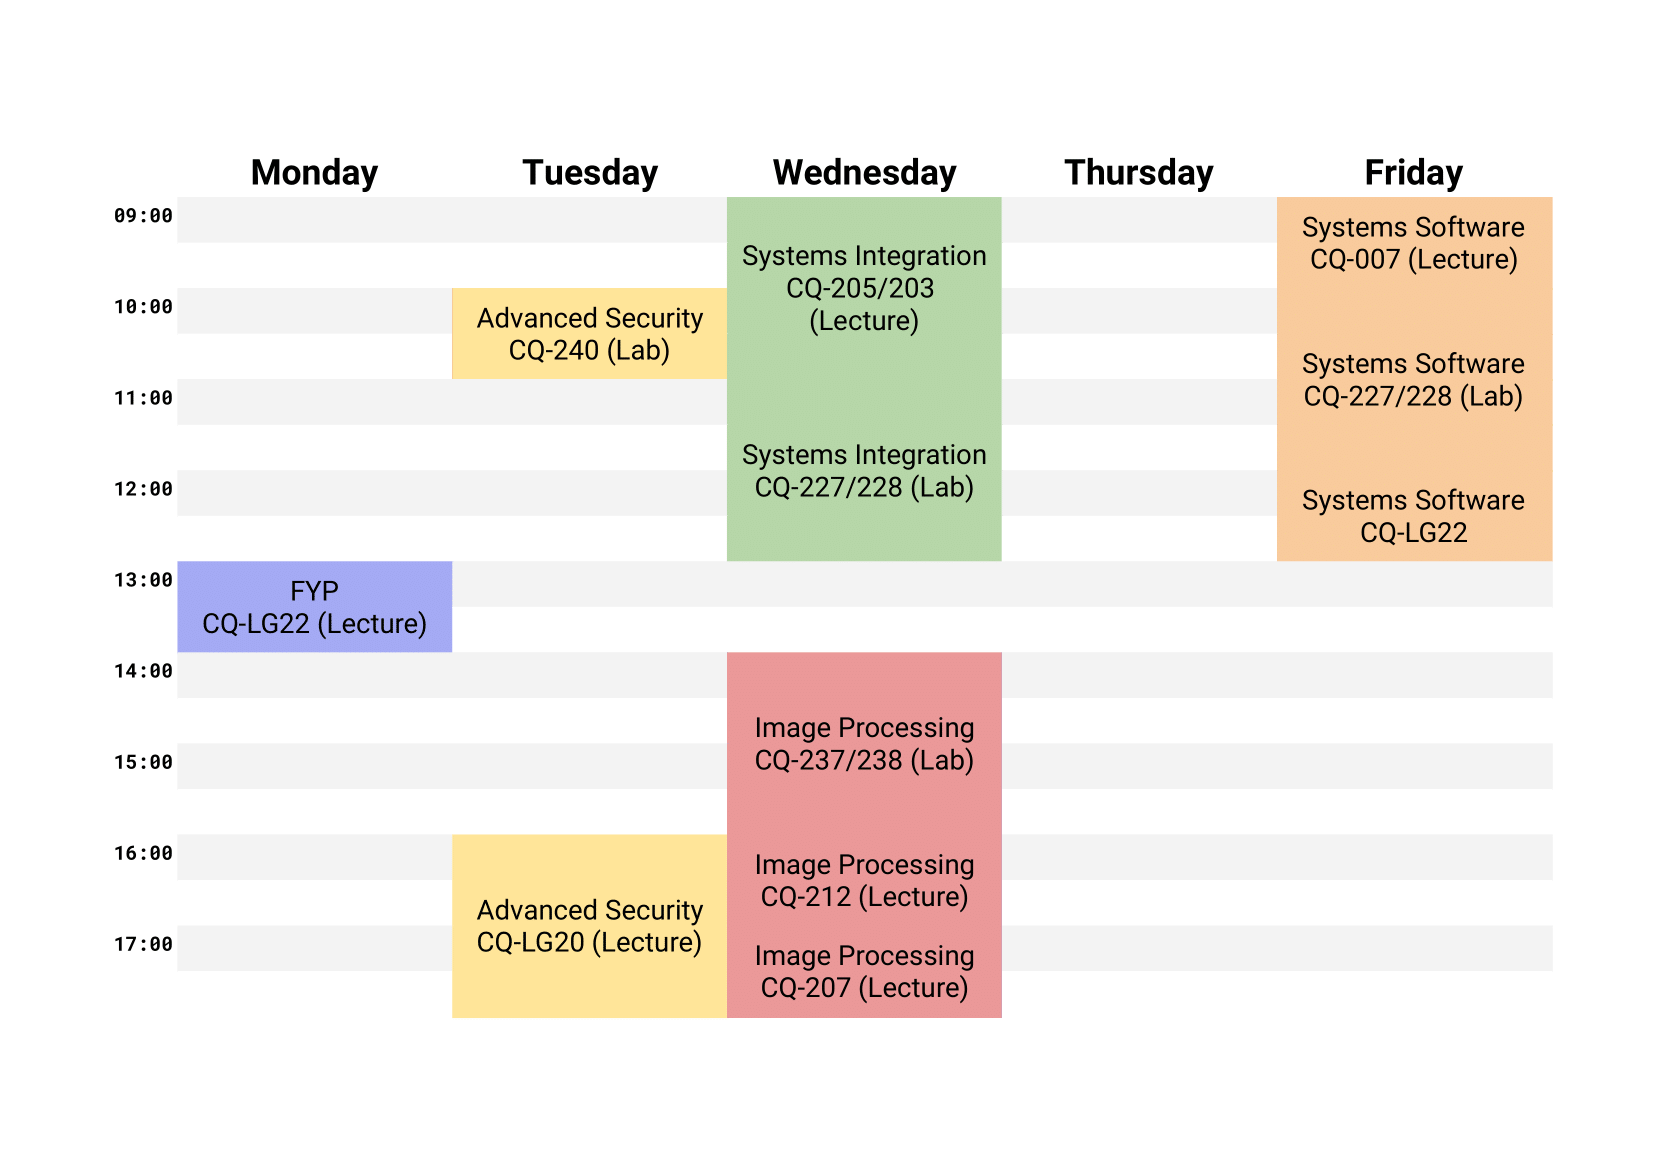 Monday
Tuesday
Wednesday
Thursday
Friday
09:00
Systems Integration
CQ-205/203
(Lecture)
Systems Software
CQ-007 (Lecture)
10:00
Advanced Security
CQ-240 (Lab)
Systems Software
CQ-227/228 (Lab)
11:00
Systems Integration
CQ-227/228 (Lab)
12:00
Systems Software
CQ-LG22
13:00
FYP
CQ-LG22 (Lecture)
14:00
Image Processing
CQ-237/238 (Lab)
15:00
16:00
Advanced Security
CQ-LG20 (Lecture)
Image Processing
CQ-212 (Lecture)
17:00
Image Processing
CQ-207 (Lecture)